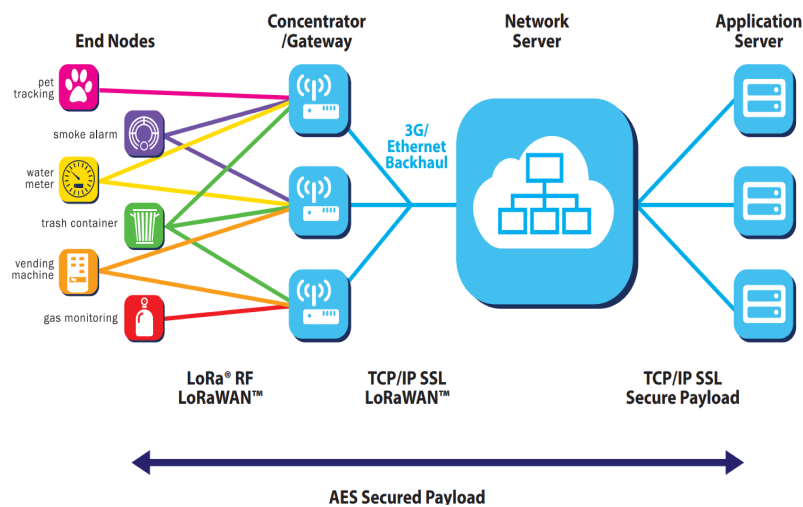 End Nodes
Concentrator
/Gateway
Network
Server
Application
Server
pet
tracking
smoke alarm
water
meter
trash container
vending
machine
gas monitoring
3G/
Ethernet
Backhaul
LoRa® RF
LoRaWAN™
TCP/IP SSL
LoRaWAN™
TCP/IP SSL
Secure Payload
AES Secured Payload